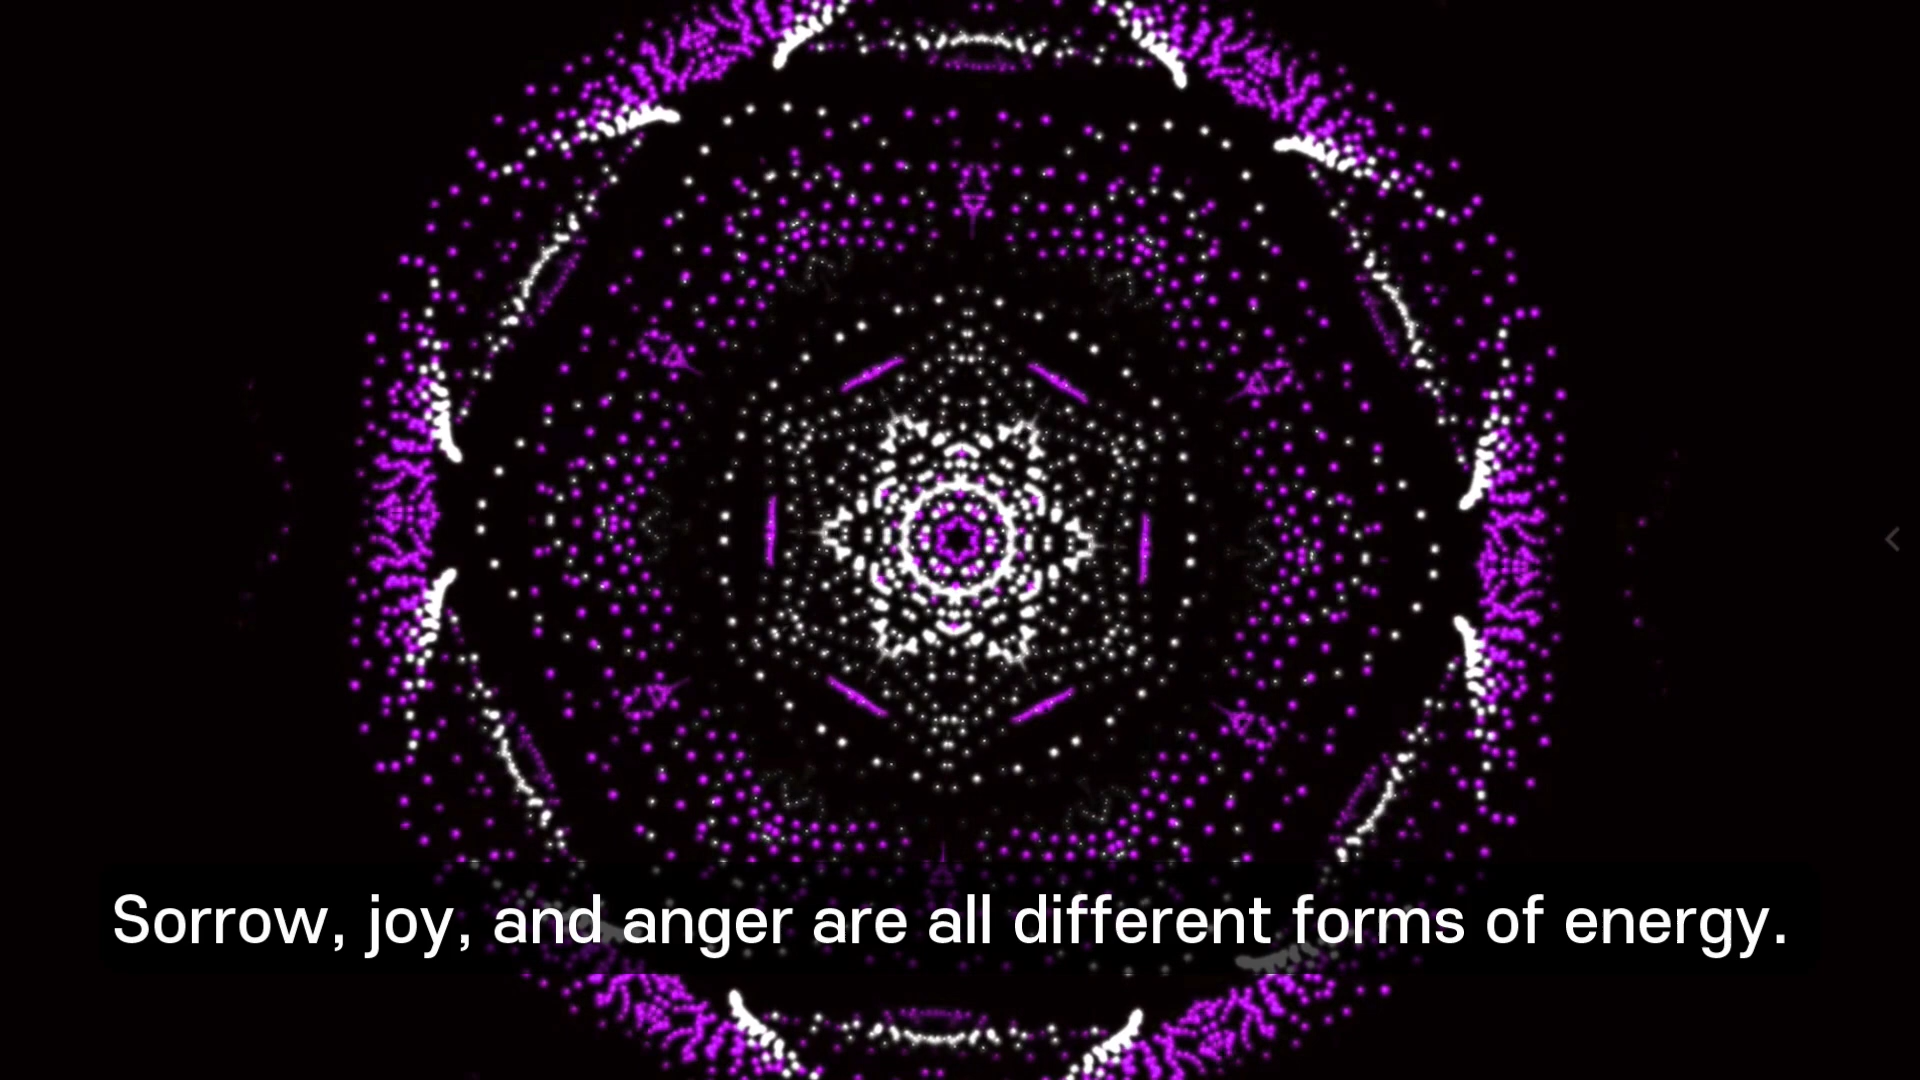 Sorrow, joy, and anger are all different forms of energy.